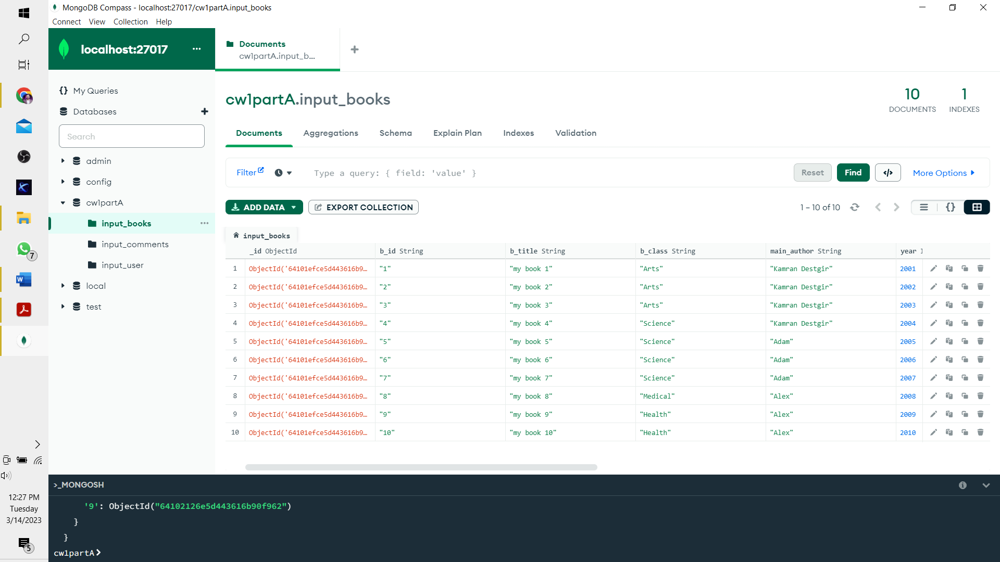 MongoDB Compass - localhost:27017/cw1partA.input_books
Connect View Collection Help
localhost:27017
Documents
cw1partA.input_b...
My Queries
Databases
Search
admin
config
cw1partA
input_books
input_comments
input_user
local
test
cw1partA.input_books
10
DOCUMENTS
1
INDEXES
Documents Aggregations Schema Explain Plan Indexes Validation
Filter Type a query: { field: 'value' } Reset Find </> More Options
ADD DATA EXPORT COLLECTION 1 – 10 of 10 {}
input_books
_id ObjectId b_id String b_title String b_class String main_author String year I
1 ObjectId('64101efce5d443616b9… "1" "my book 1" "Arts" "Kamran Destgir" 2001
2 ObjectId('64101efce5d443616b9… "2" "my book 2" "Arts" "Kamran Destgir" 2002
3 ObjectId('64101efce5d443616b9… "3" "my book 3" "Arts" "Kamran Destgir" 2003
4 ObjectId('64101efce5d443616b9… "4" "my book 4" "Science" "Kamran Destgir" 2004
5 ObjectId('64101efce5d443616b9… "5" "my book 5" "Science" "Adam" 2005
6 ObjectId('64101efce5d443616b9… "6" "my book 6" "Science" "Adam" 2006
7 ObjectId('64101efce5d443616b9… "7" "my book 7" "Science" "Adam" 2007
8 ObjectId('64101efce5d443616b9… "8" "my book 8" "Medical" "Alex" 2008
9 ObjectId('64101efce5d443616b9… "9" "my book 9" "Health" "Alex" 2009
10 ObjectId('64101efce5d443616b9… "10" "my book 10" "Health" "Alex" 2010
>_MONGOSH
'9': ObjectId("64102126e5d443616b90f962")
}
}
cw1partA>
7
12:27 PM
Tuesday
3/14/2023
5